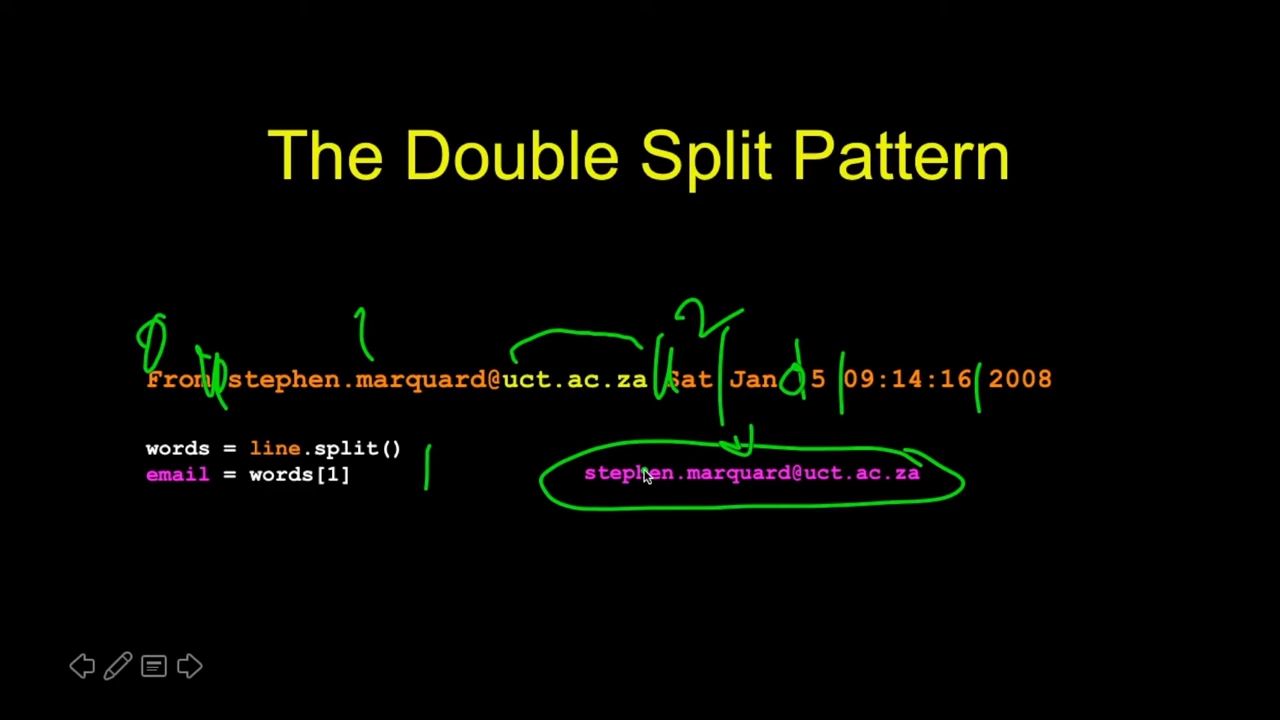 The Double Split Pattern
0 1 2
From stephen.marquard@uct.ac.za Sat Jan 5 09:14:16 2008
words = line.split()
email = words[1]
stephen.marquard@uct.ac.za